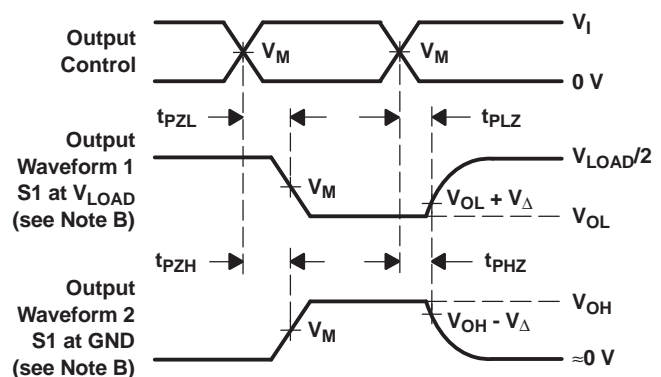 Output
Control
V_M
V_M
V_I
0 V
t_PZL
t_PLZ
Output
Waveform 1
S1 at V_LOAD
(see Note B)
V_M
V_LOAD/2
V_OL + V_Δ
V_OL
t_PZH
t_PHZ
Output
Waveform 2
S1 at GND
(see Note B)
V_M
V_OH
V_OH - V_Δ
≈0 V